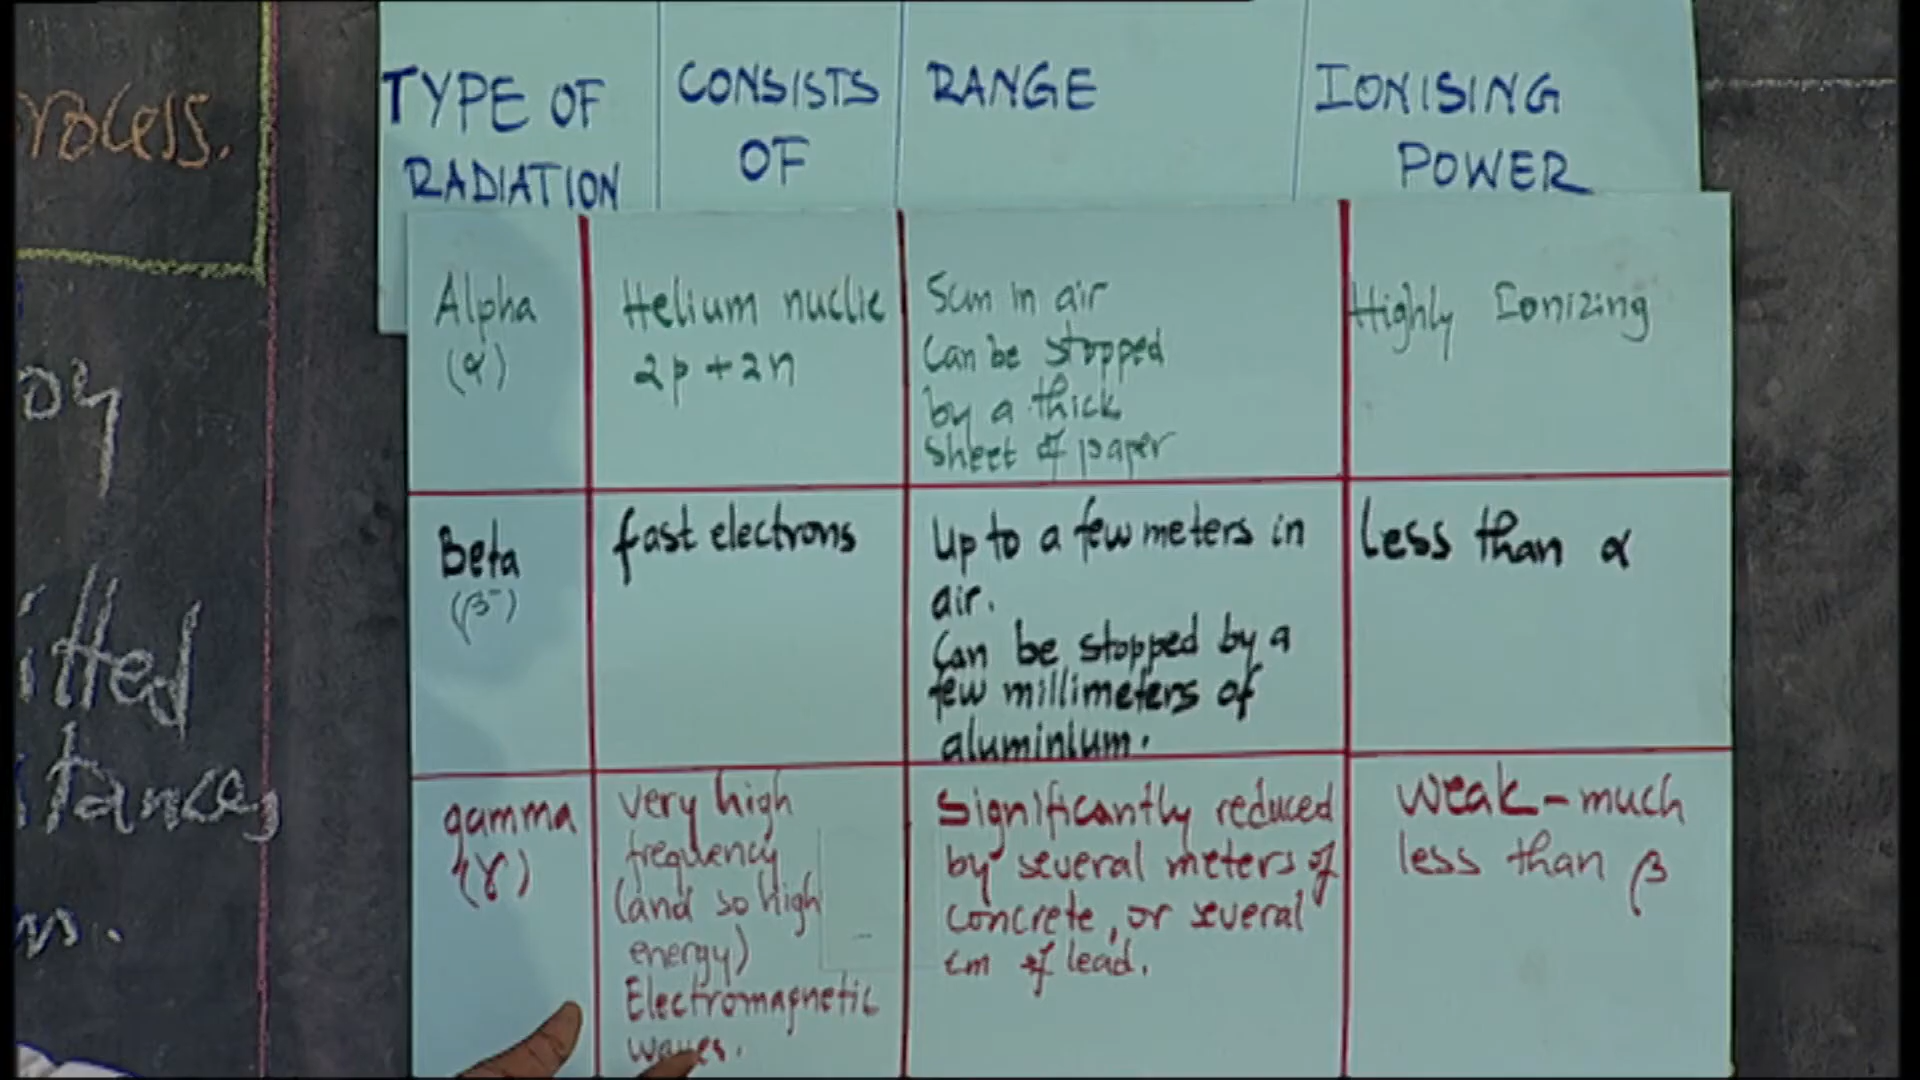 rocess.
itted
tance,
TYPE OF
RADIATION
CONSISTS
OF
RANGE
IONISING
POWER
Alpha
(α)
Helium nuclie
2p + 2n
5cm in air
Can be stopped
by a thick
sheet of paper
Highly Ionizing
Beta
(β⁻)
fast electrons
Up to a few meters in
air.
Can be stopped by a
few millimeters of
aluminium.
Less than α
gamma
(γ)
very high
frequency
(and so high
energy)
Electromagnetic
waves.
Significantly reduced
by several meters of
concrete, or several
cm of lead.
weak-much
less than β